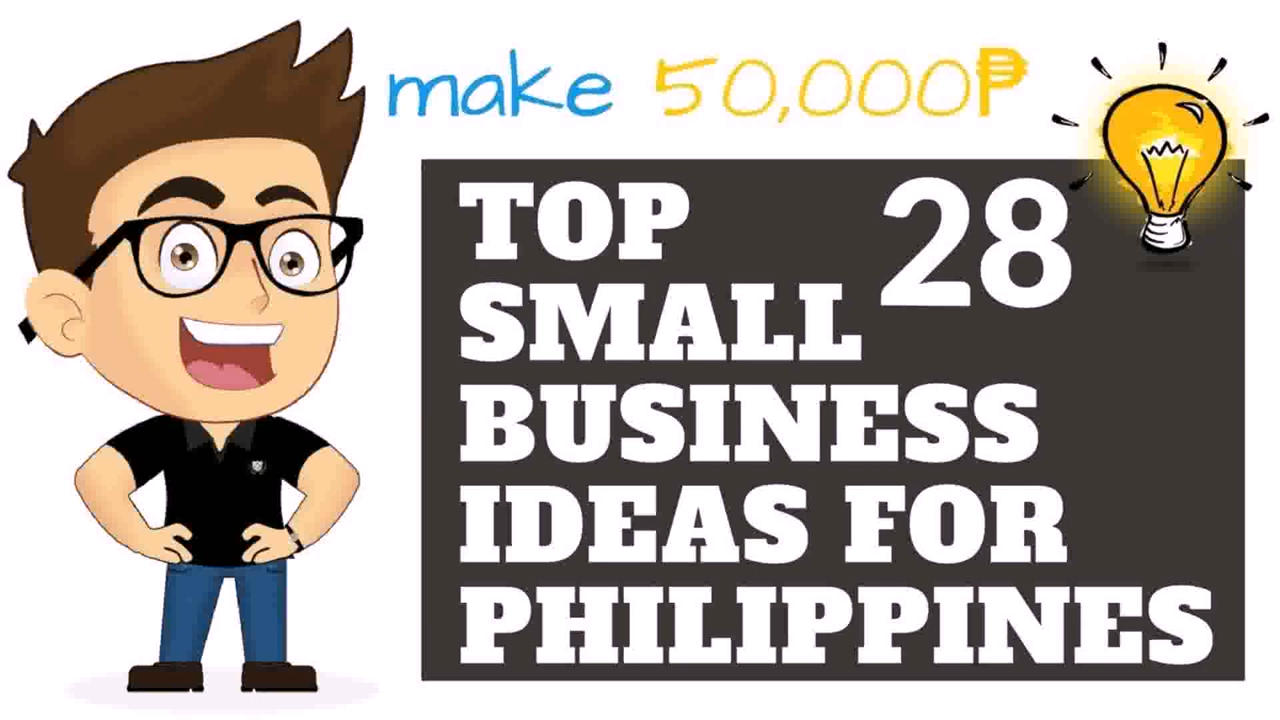 make 50,000₱
TOP 28
SMALL
BUSINESS
IDEAS FOR
PHILIPPINES